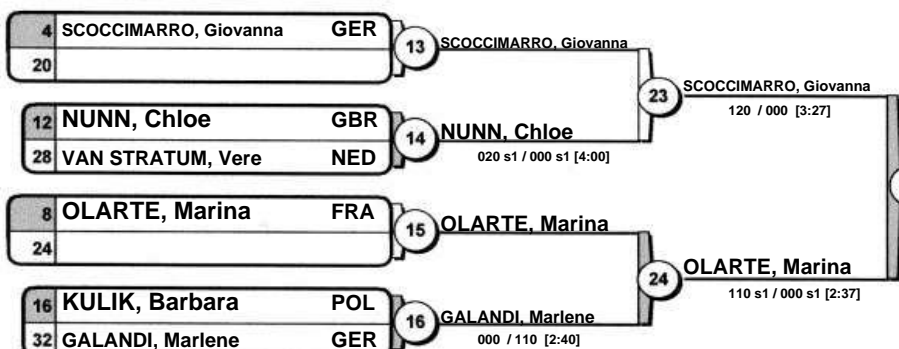 4 SCOCCIMARRO, Giovanna GER
20
13 SCOCCIMARRO, Giovanna
23 SCOCCIMARRO, Giovanna
120 / 000 [3:27]
12 NUNN, Chloe GBR
28 VAN STRATUM, Vere NED
14 NUNN, Chloe
020 s1 / 000 s1 [4:00]
8 OLARTE, Marina FRA
24
15 OLARTE, Marina
24 OLARTE, Marina
110 s1 / 000 s1 [2:37]
16 KULIK, Barbara POL
32 GALANDI, Marlene GER
16 GALANDI, Marlene
000 / 110 [2:40]